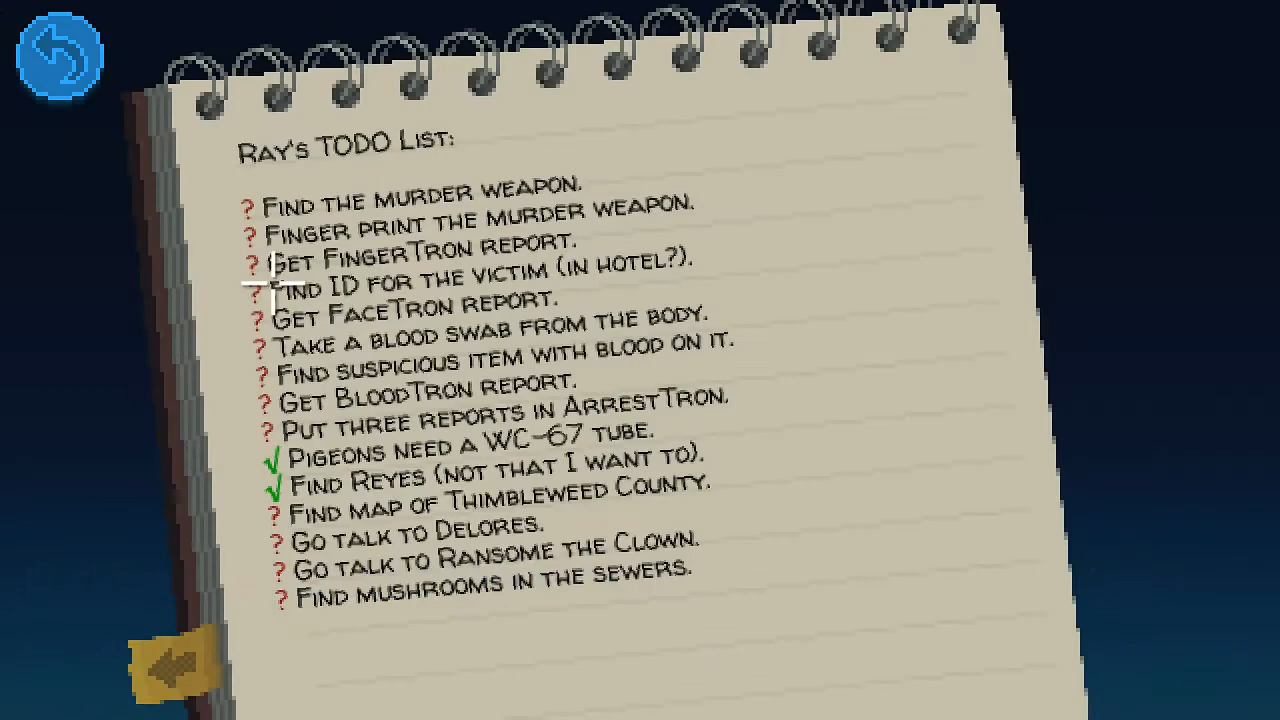 Ray's TODO List:
? Find the murder weapon.
? Finger print the murder weapon.
? Get FingerTron report.
? Find ID for the victim (in hotel?).
? Get FaceTron report.
? Take a blood swab from the body.
? Find suspicious item with blood on it.
? Get BloodTron report.
? Put three reports in ArrestTron.
√ Pigeons need a WC-67 tube.
√ Find Reyes (not that I want to).
? Find map of Thimbleweed County.
? Go talk to Delores.
? Go talk to Ransome the Clown.
? Find mushrooms in the sewers.